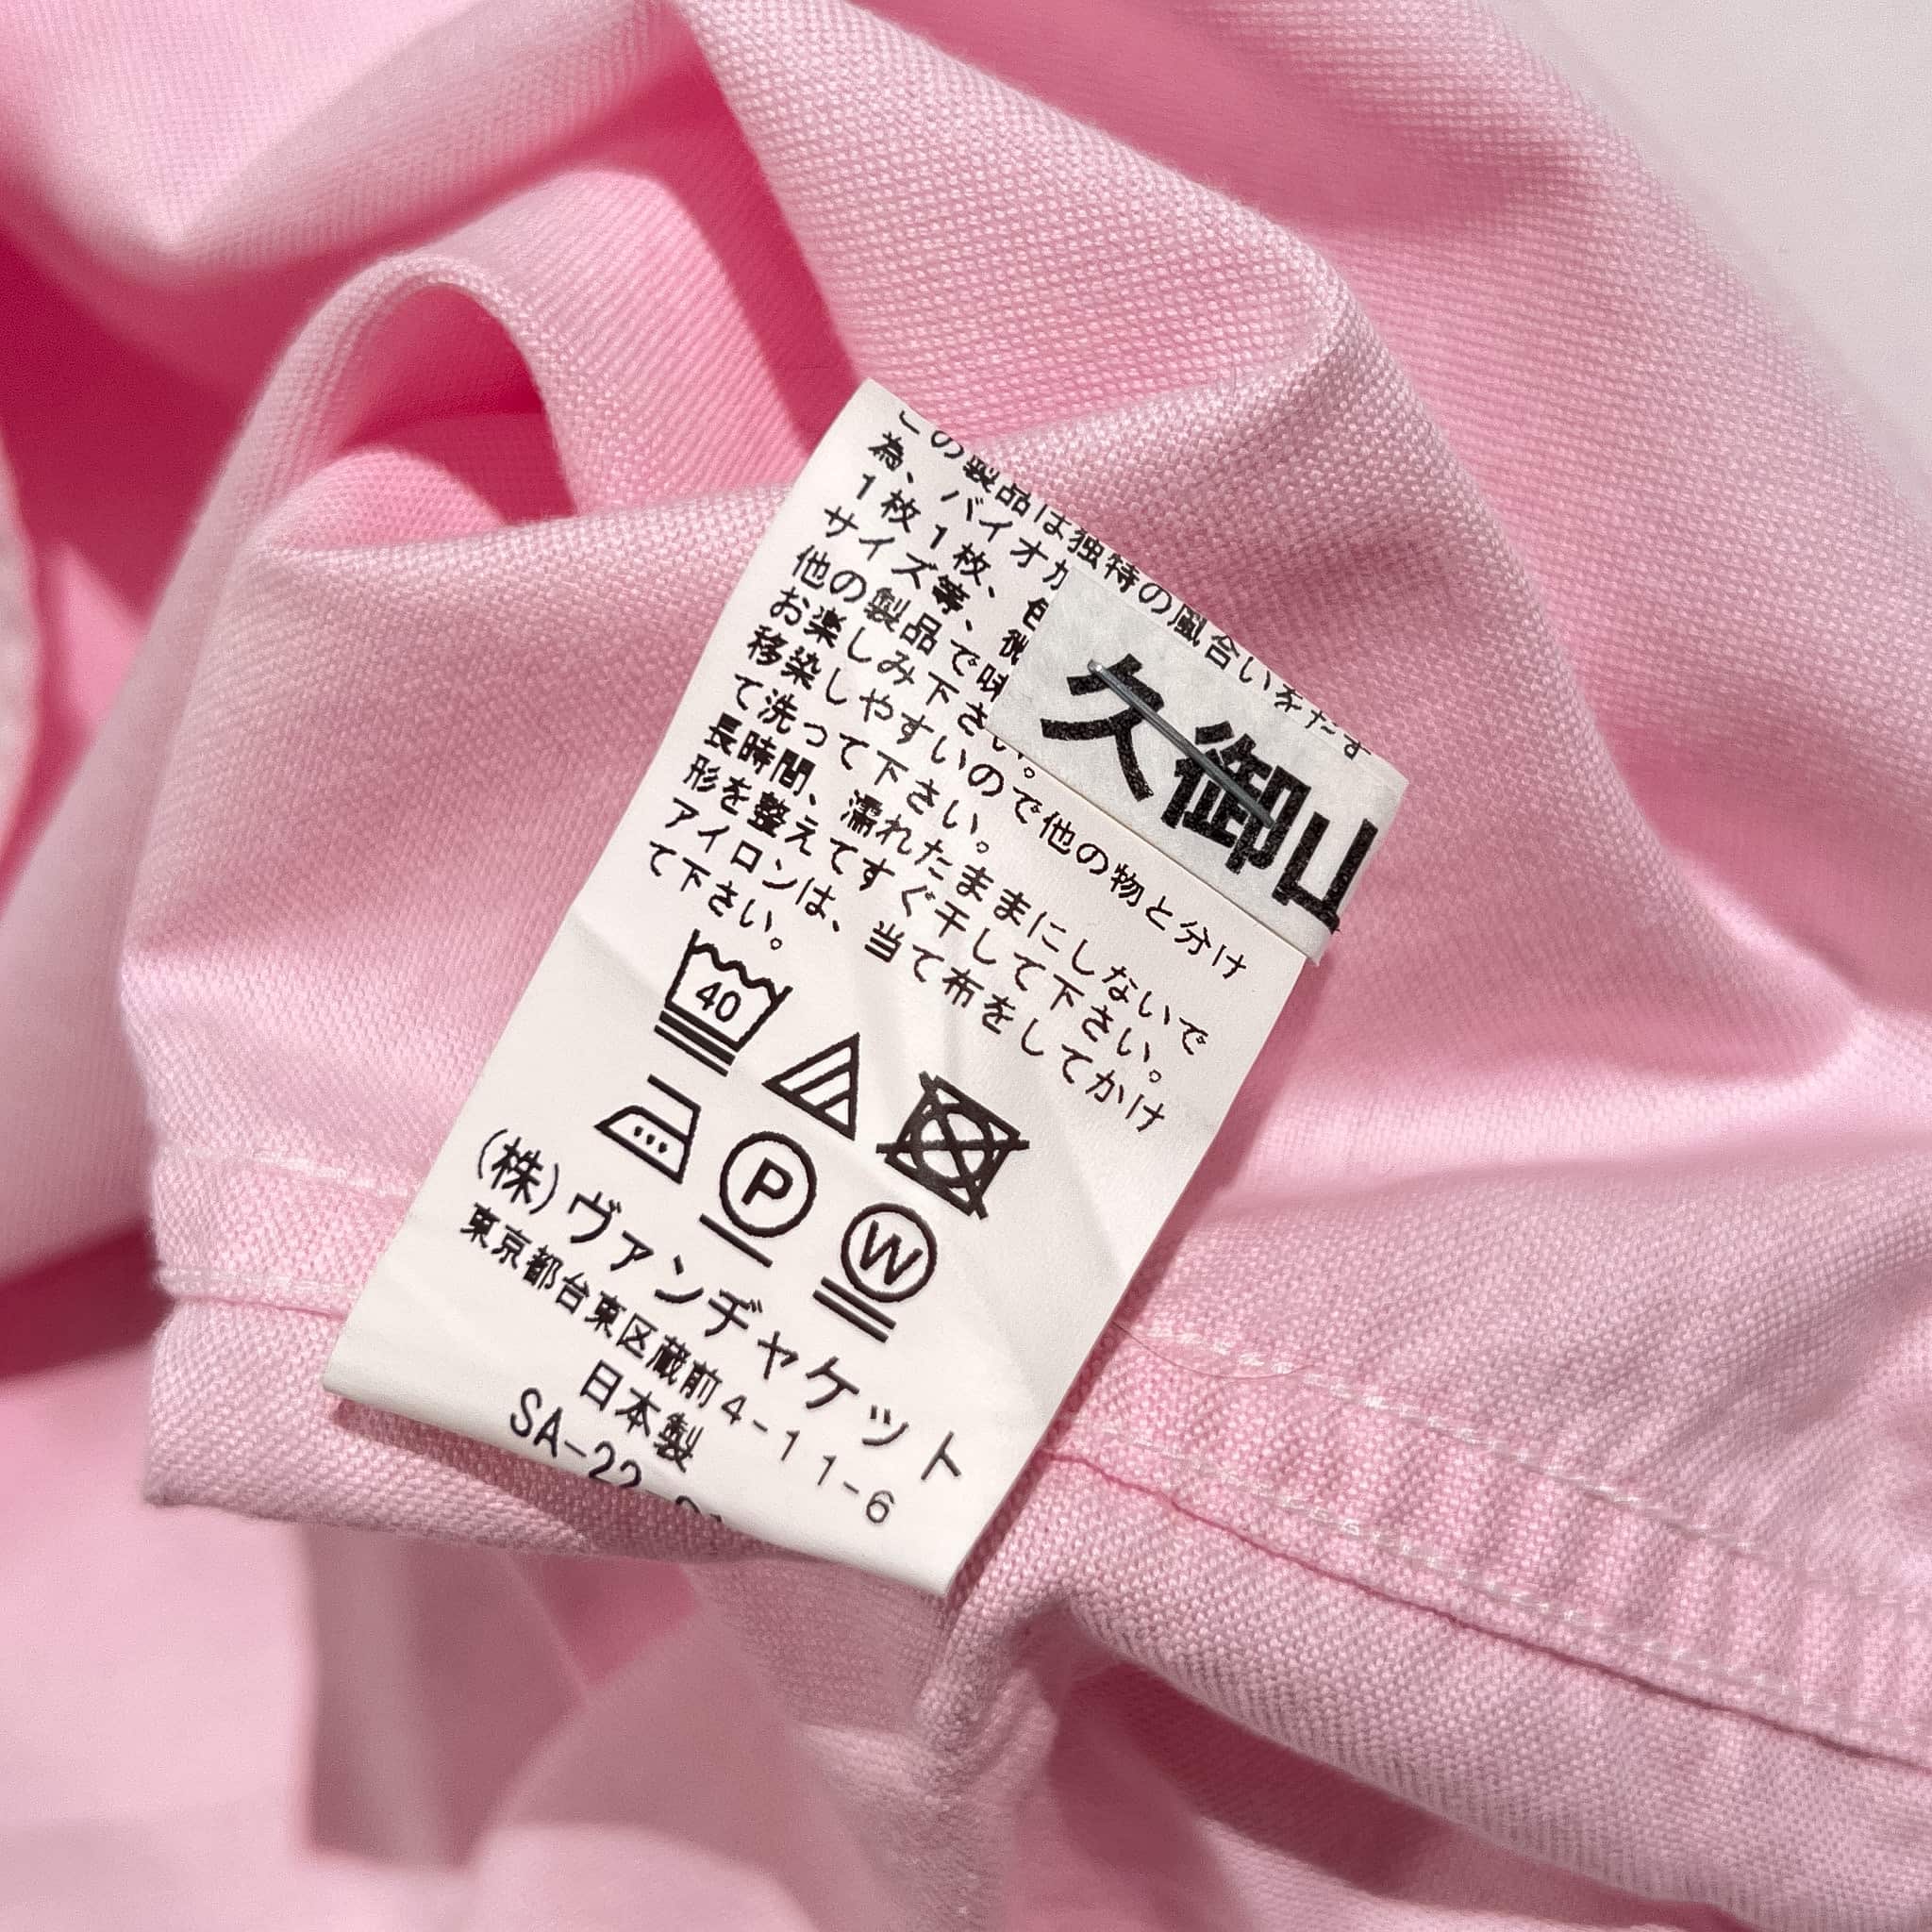 この製品は独特の風合いをだす
為、バイオカ
1枚1枚、色
サイズ等、微
他の製品で味
お楽しみ下さい。
移染しやすいので他の物と分け
て洗って下さい。
長時間、濡れたままにしないで
形を整えてすぐ干して下さい。
アイロンは、当て布をしてかけ
て下さい。
久御山
40
P
W
(株)ヴァンヂャケット
東京都台東区蔵前4-11-6
日本製
SA-22